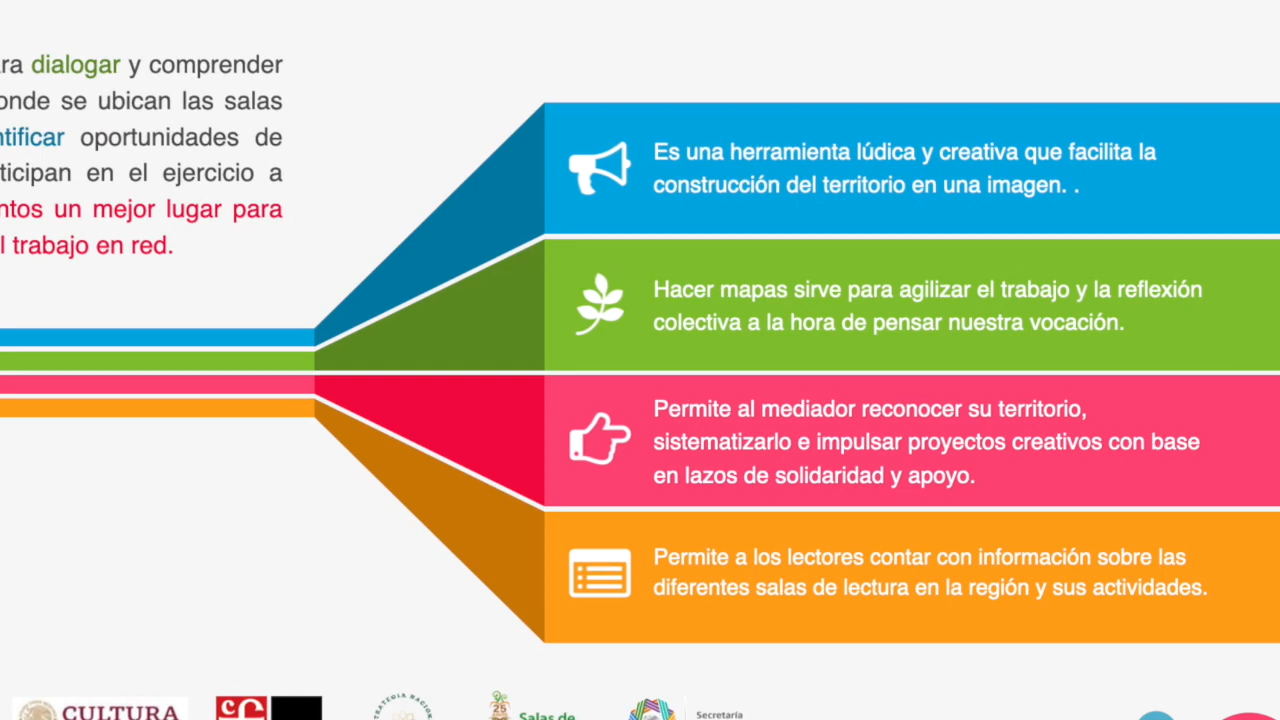 ra dialogar y comprender
onde se ubican las salas
ntificar oportunidades de
ticipan en el ejercicio a
ntos un mejor lugar para
l trabajo en red.
Es una herramienta lúdica y creativa que facilita la
construcción del territorio en una imagen. .
Hacer mapas sirve para agilizar el trabajo y la reflexión
colectiva a la hora de pensar nuestra vocación.
Permite al mediador reconocer su territorio,
sistematizarlo e impulsar proyectos creativos con base
en lazos de solidaridad y apoyo.
Permite a los lectores contar con información sobre las
diferentes salas de lectura en la región y sus actividades.
CULTURA
25
Salas de
Secretaría